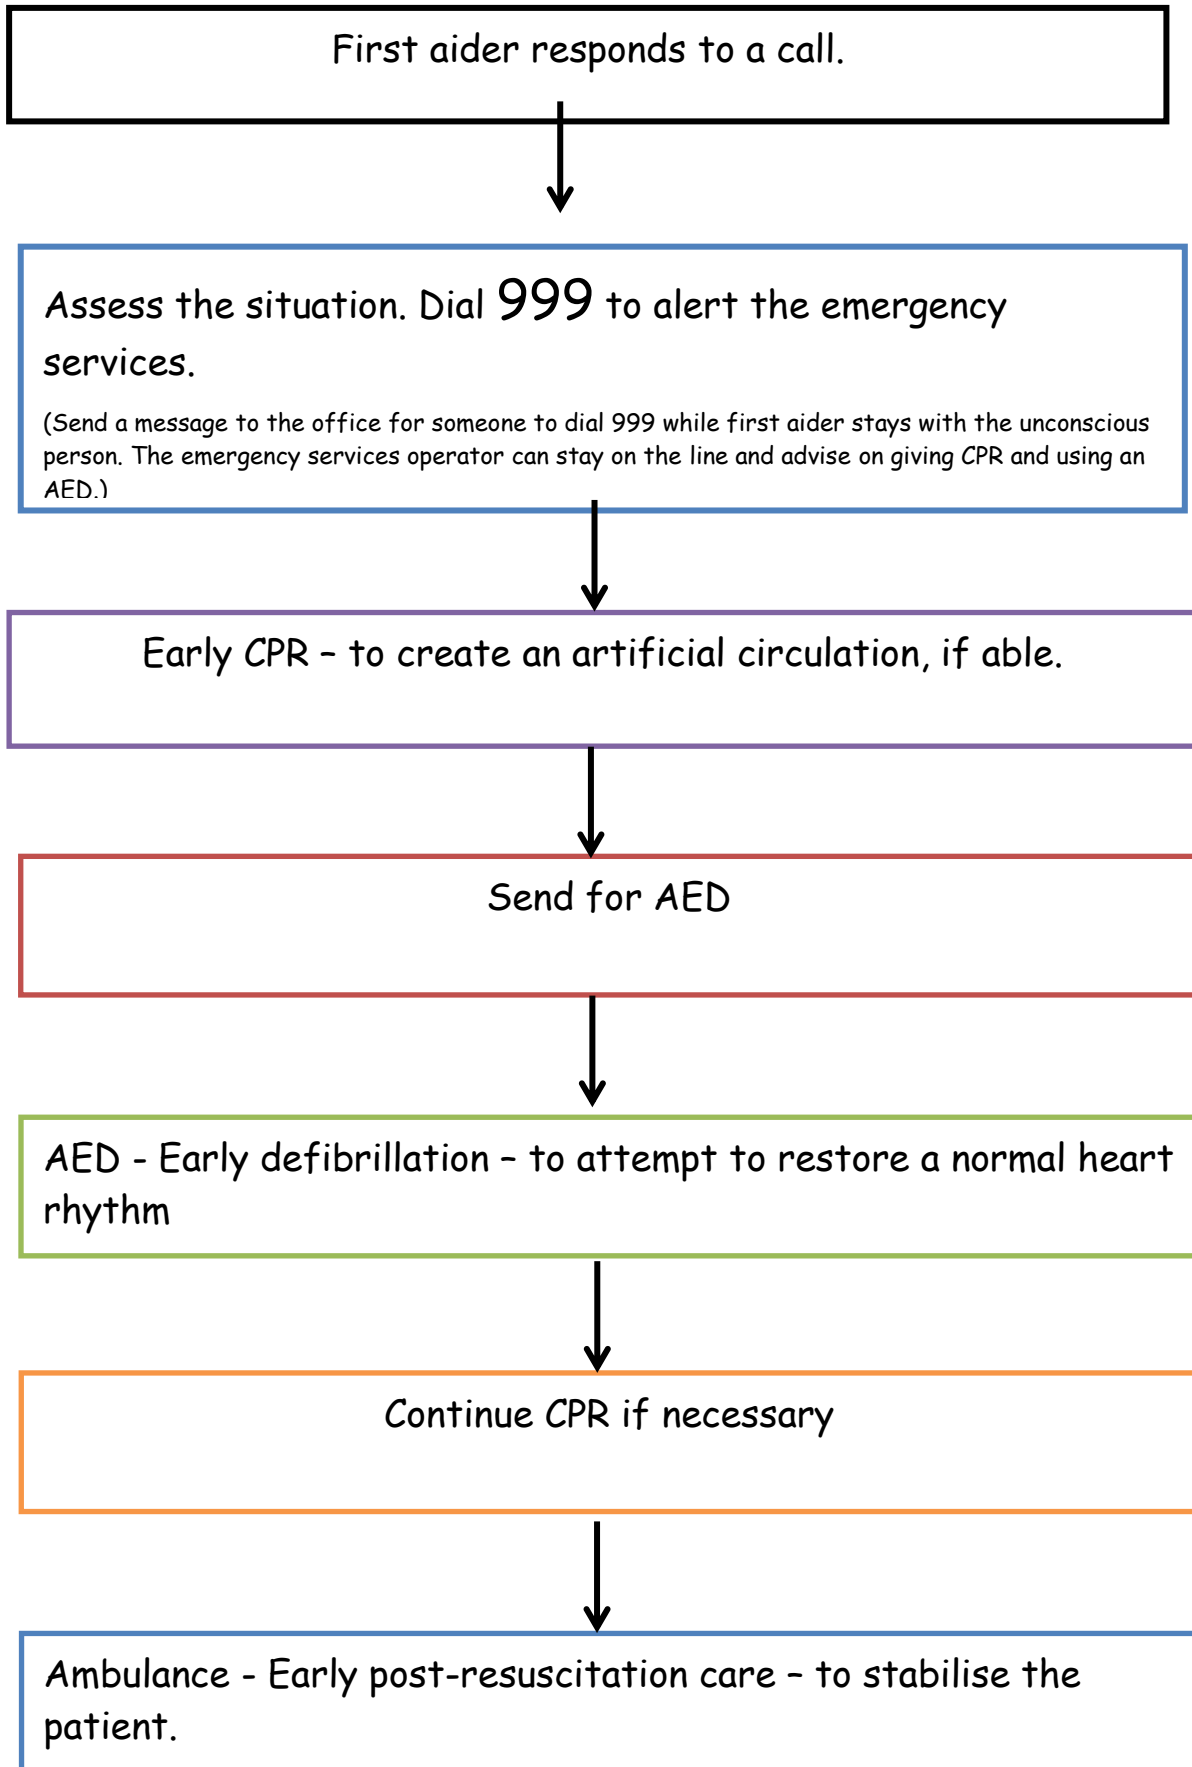 First aider responds to a call.
Assess the situation. Dial 999 to alert the emergency
services.
(Send a message to the office for someone to dial 999 while first aider stays with the unconscious
person. The emergency services operator can stay on the line and advise on giving CPR and using an
AED.)
Early CPR – to create an artificial circulation, if able.
Send for AED
AED - Early defibrillation – to attempt to restore a normal heart
rhythm
Continue CPR if necessary
Ambulance - Early post-resuscitation care – to stabilise the
patient.